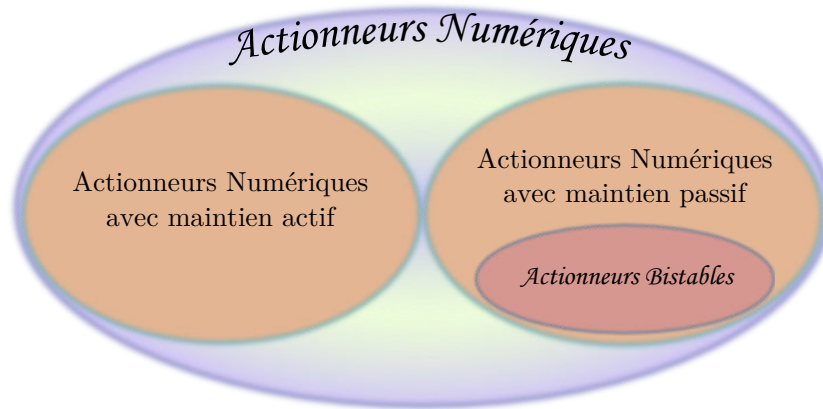 Actionneurs Numériques
Actionneurs Numériques
avec maintien actif
Actionneurs Numériques
avec maintien passif
Actionneurs Bistables